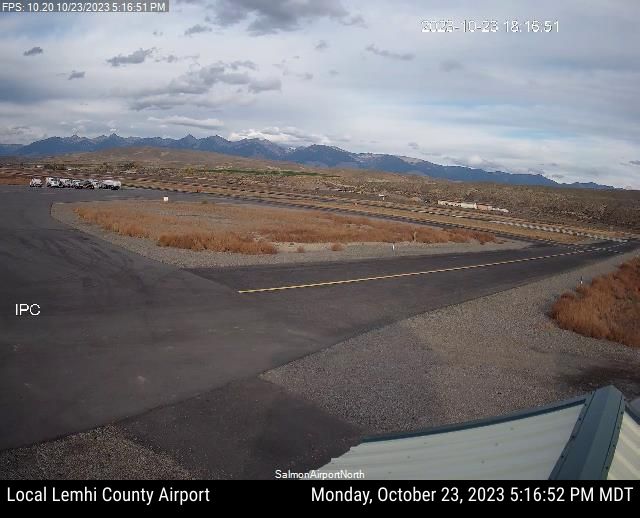 FPS: 10.20 10/23/2023 5:16:51 PM
2023-10-23 18:16:51
IPC
SalmonAirportNorth
Local Lemhi County Airport
Monday, October 23, 2023 5:16:52 PM MDT